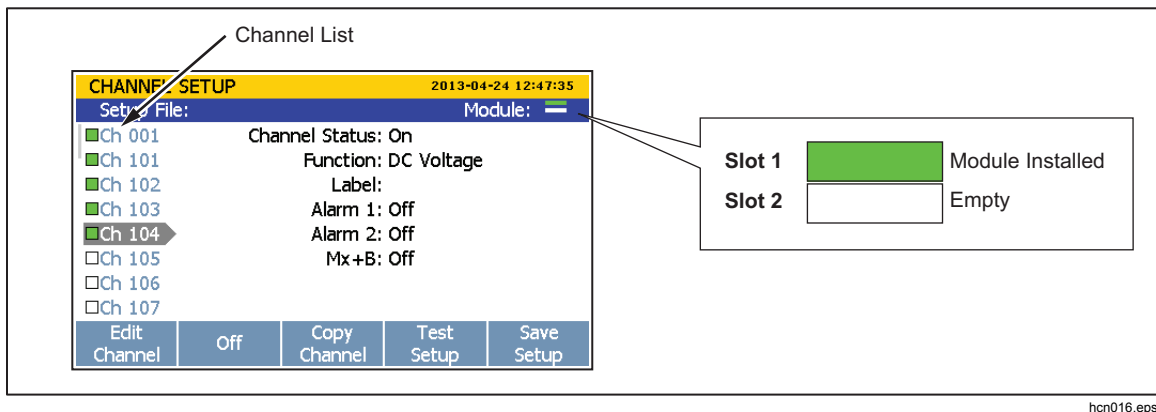 Channel List
CHANNEL SETUP 2013-04-24 12:47:35
Setup File: Module:
Ch 001 Channel Status: On
Ch 101 Function: DC Voltage
Ch 102 Label:
Ch 103 Alarm 1: Off
Ch 104 Alarm 2: Off
Ch 105 Mx+B: Off
Ch 106
Ch 107
Edit Channel Off Copy Channel Test Setup Save Setup
Slot 1 Module Installed
Slot 2 Empty
hcn016.eps